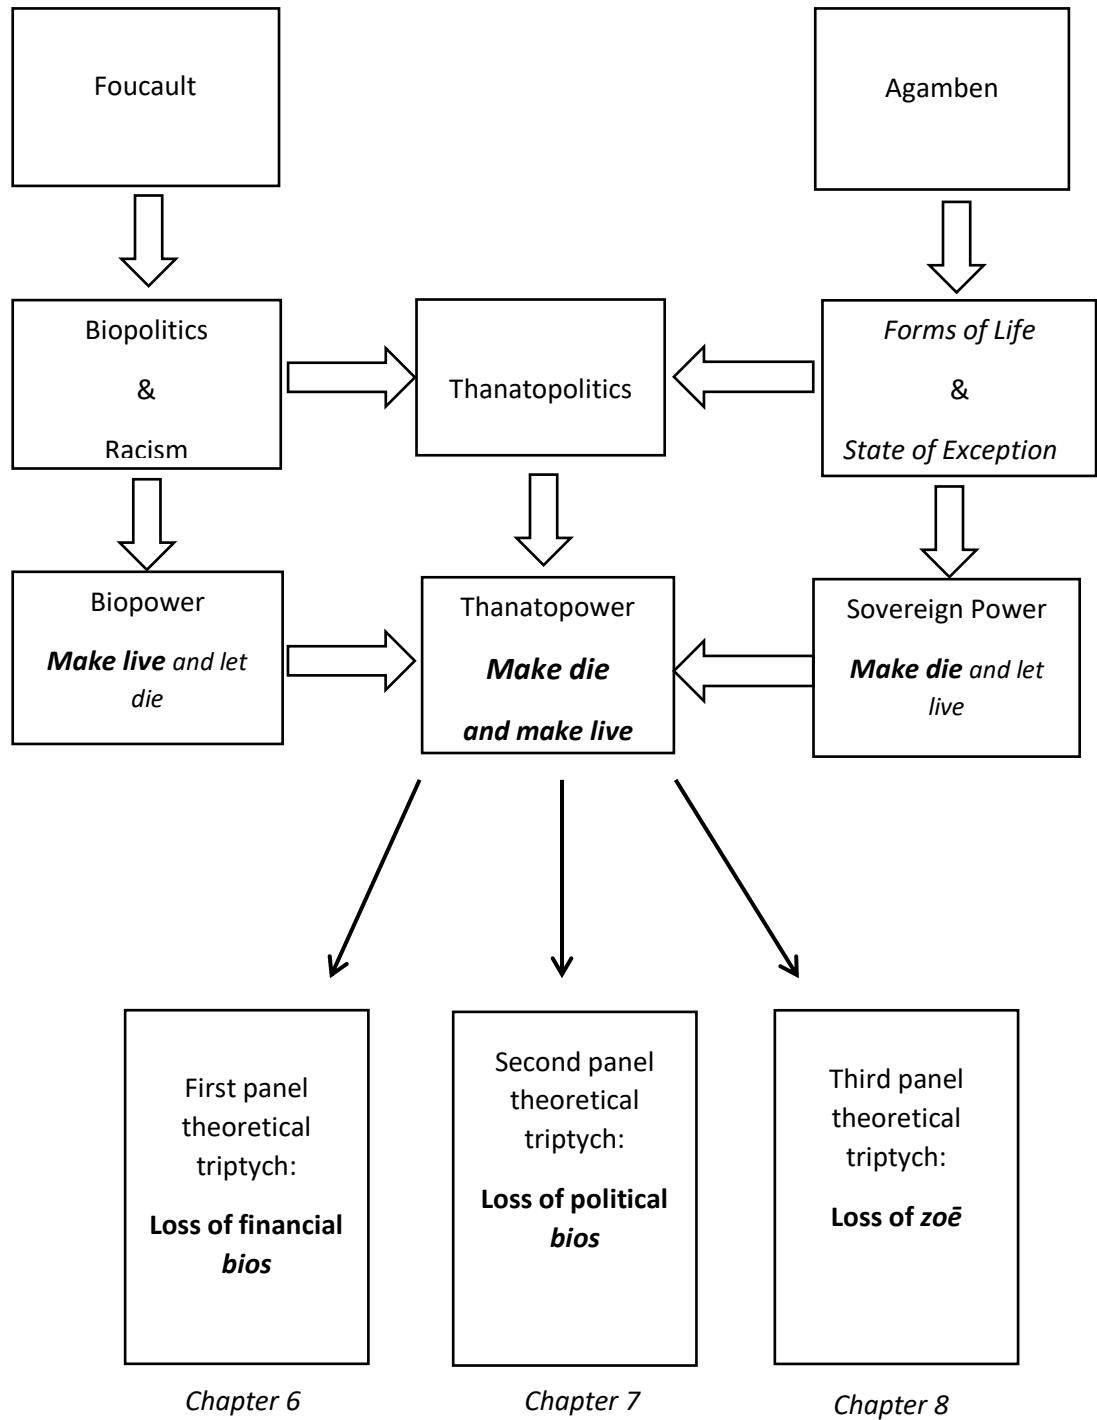 Foucault
Agamben
Biopolitics
&
Racism
Thanatopolitics
Forms of Life
&
State of Exception
Biopower
Make live and let
die
Thanatopower
Make die
and make live
Sovereign Power
Make die and let
live
First panel
theoretical
triptych:
Loss of financial
bios
Second panel
theoretical
triptych:
Loss of political
bios
Third panel
theoretical
triptych:
Loss of zoē
Chapter 6
Chapter 7
Chapter 8